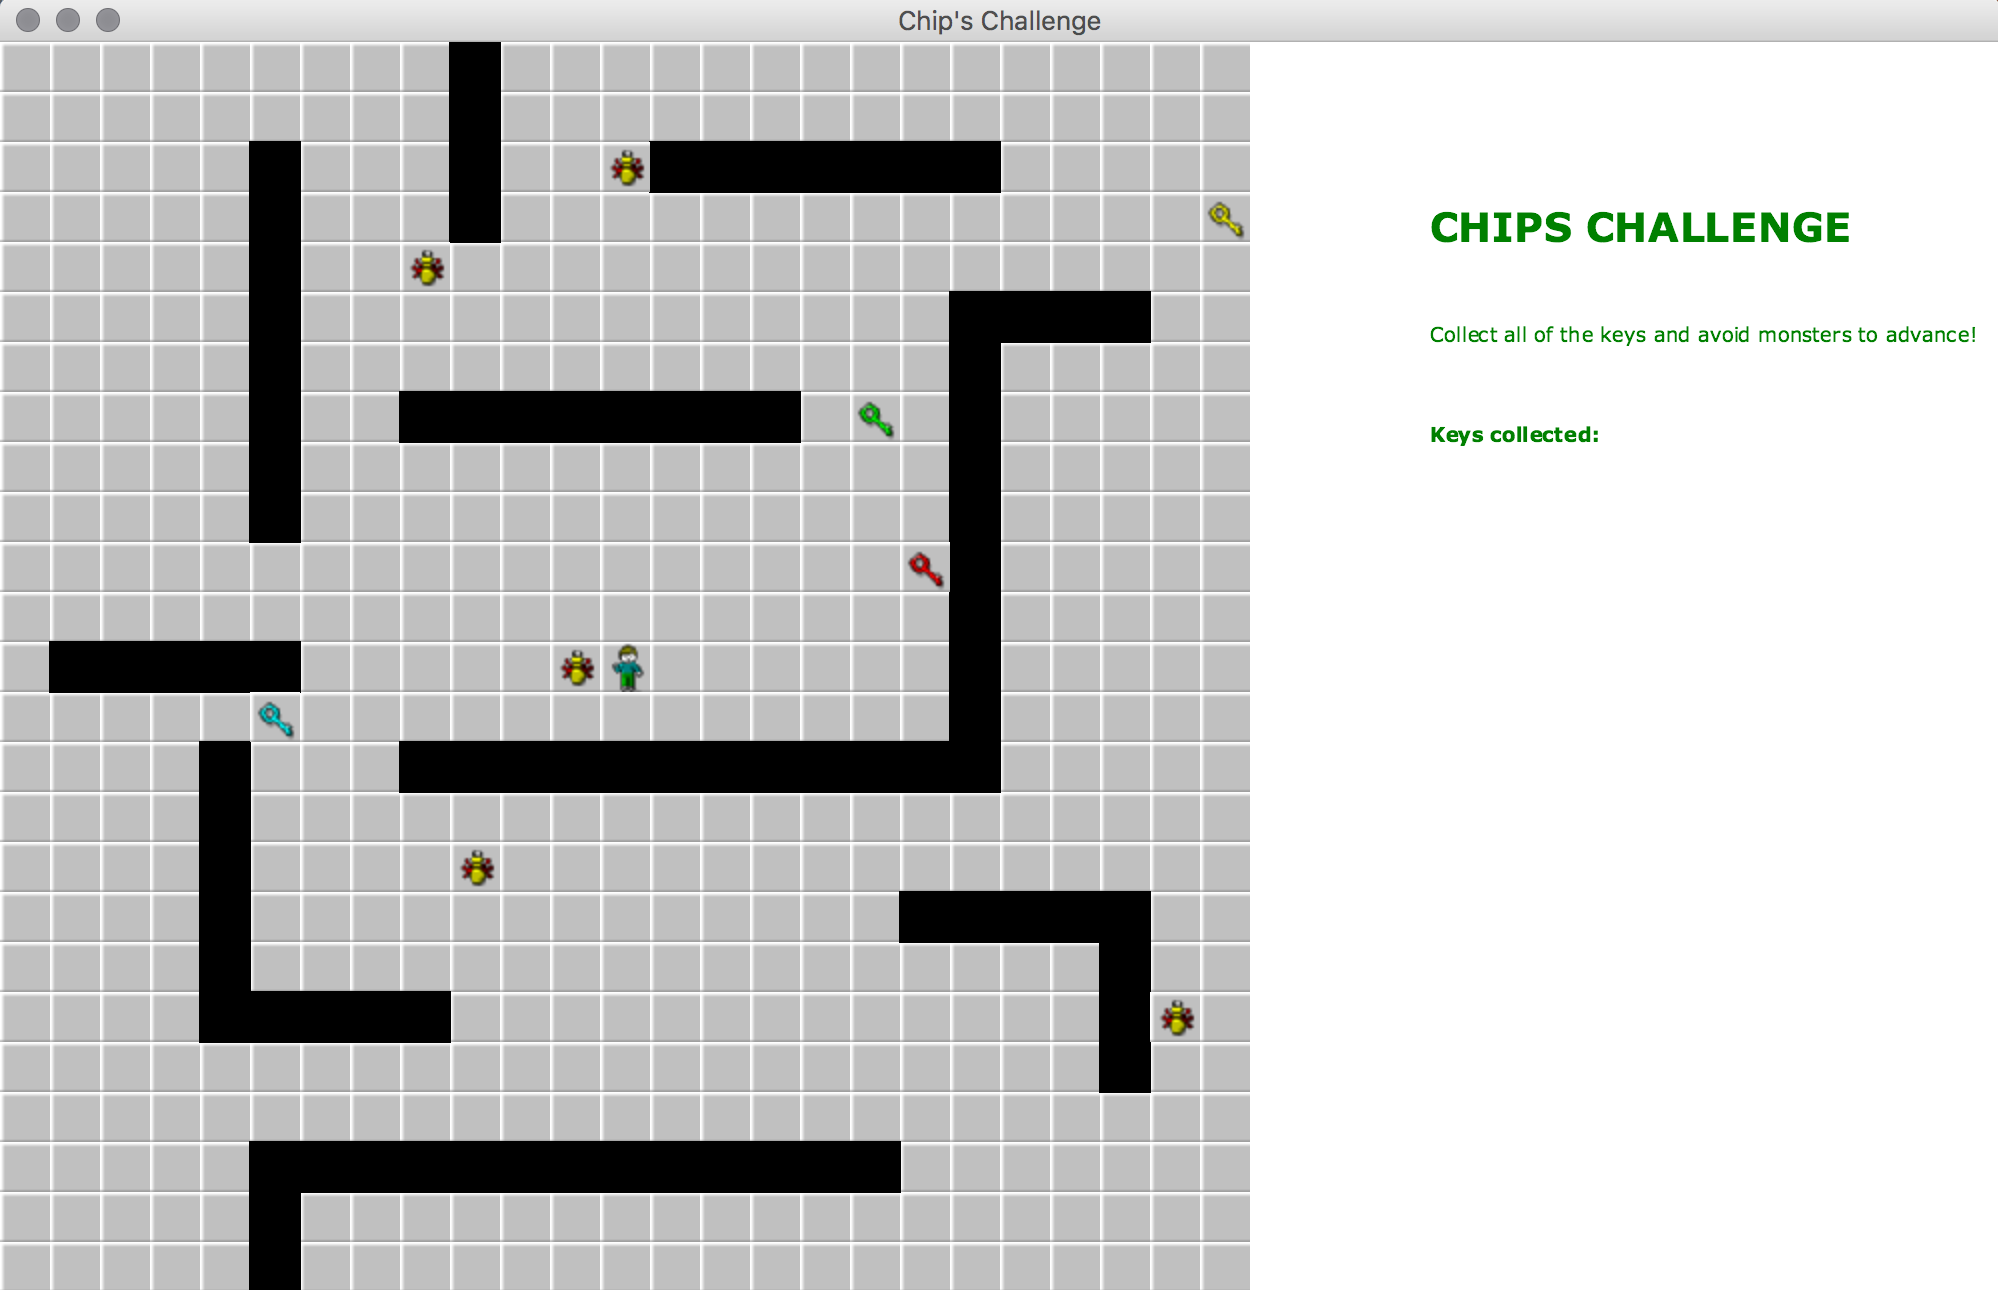 Chip's Challenge
CHIPS CHALLENGE
Collect all of the keys and avoid monsters to advance!
Keys collected: